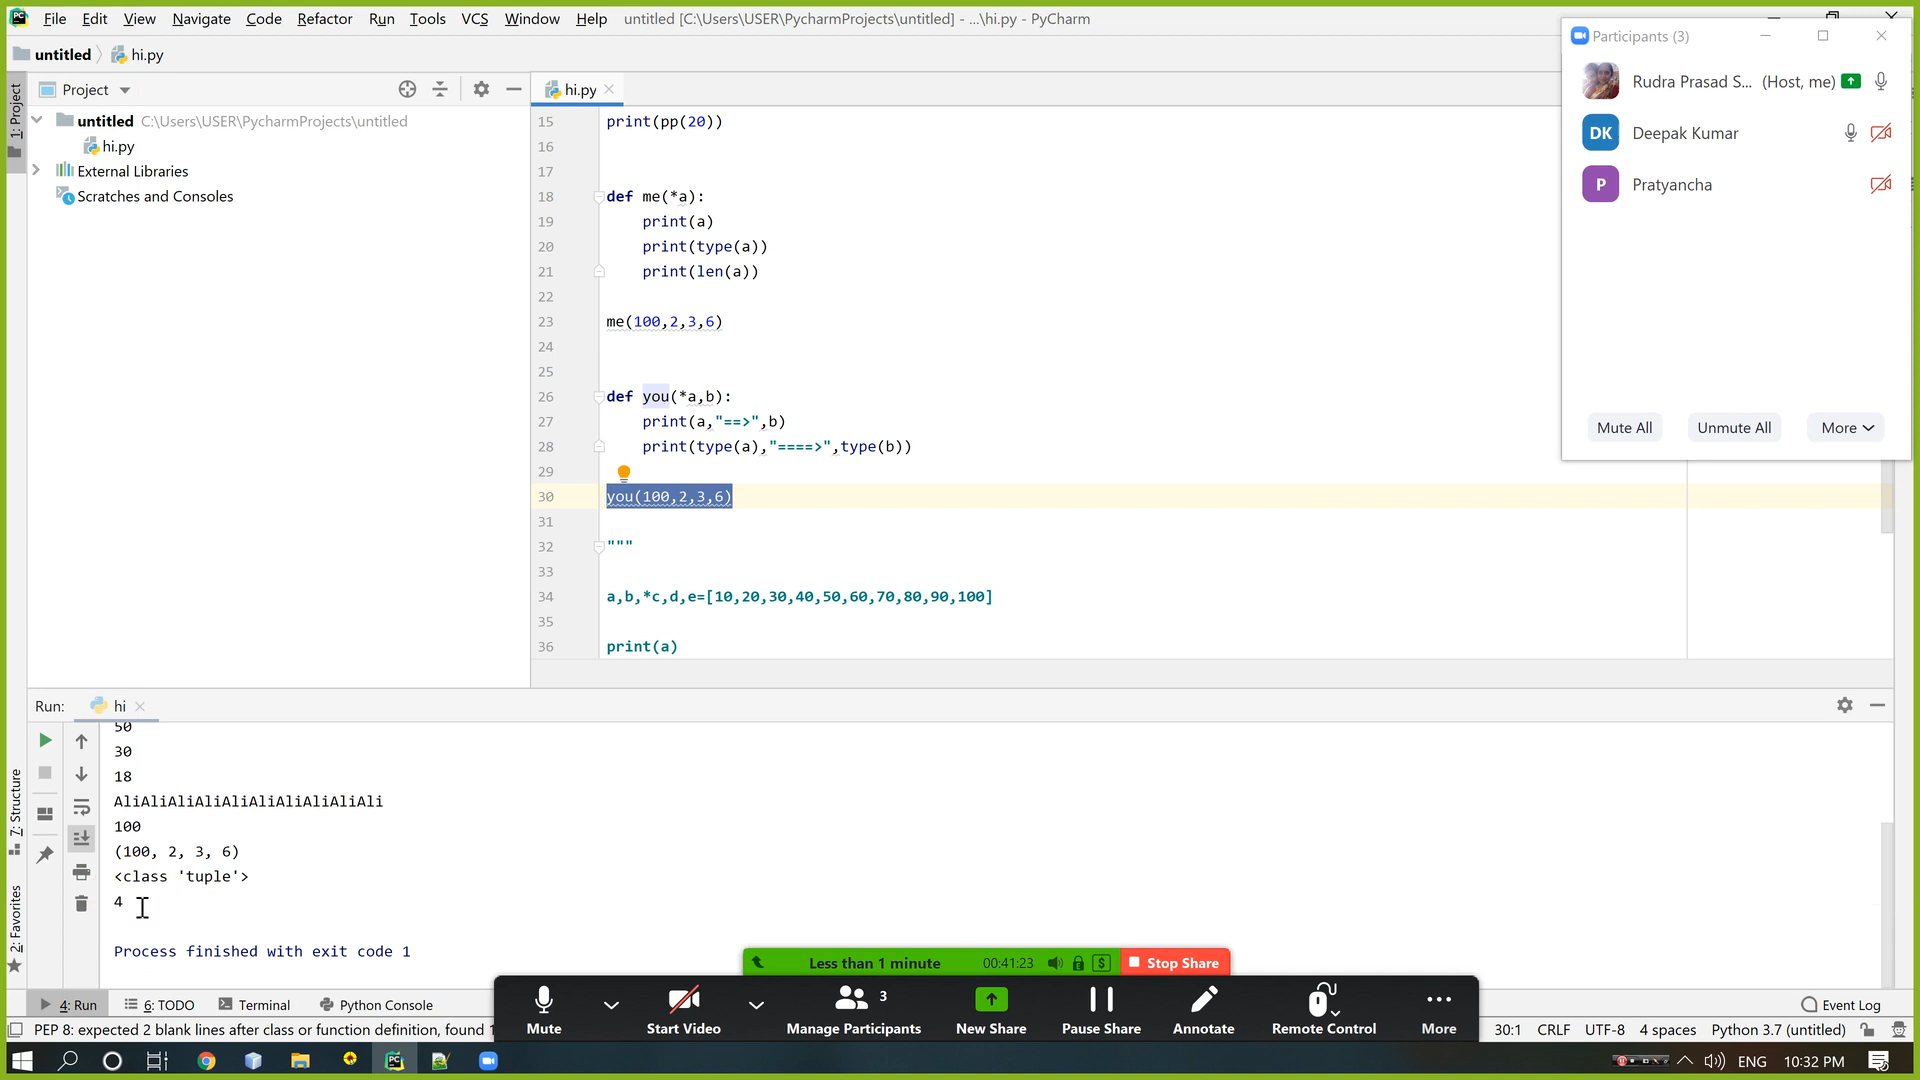 File Edit View Navigate Code Refactor Run Tools VCS Window Help untitled [C:\Users\USER\PycharmProjects\untitled] - ...\hi.py - PyCharm
untitled hi.py
Project
1: Project
untitled C:\Users\USER\PycharmProjects\untitled
hi.py
External Libraries
Scratches and Consoles
hi.py
15 print(pp(20))
16
17
18 def me(*a):
19 print(a)
20 print(type(a))
21 print(len(a))
22
23 me(100,2,3,6)
24
25
26 def you(*a,b):
27 print(a,"==>",b)
28 print(type(a),"====>",type(b))
29
30 you(100,2,3,6)
31
32 """
33
34 a,b,*c,d,e=[10,20,30,40,50,60,70,80,90,100]
35
36 print(a)
Participants (3)
Rudra Prasad S... (Host, me)
DK Deepak Kumar
P Pratyancha
Mute All Unmute All More
Run: hi
50
30
18
AliAliAliAliAliAliAliAliAliAli
100
(100, 2, 3, 6)
<class 'tuple'>
4
Process finished with exit code 1
7: Structure
2: Favorites
Less than 1 minute 00:41:23 Stop Share
Mute Start Video 3 Manage Participants New Share Pause Share Annotate Remote Control More
4: Run 6: TODO Terminal Python Console Event Log
PEP 8: expected 2 blank lines after class or function definition, found 1 30:1 CRLF UTF-8 4 spaces Python 3.7 (untitled)
ENG 10:32 PM